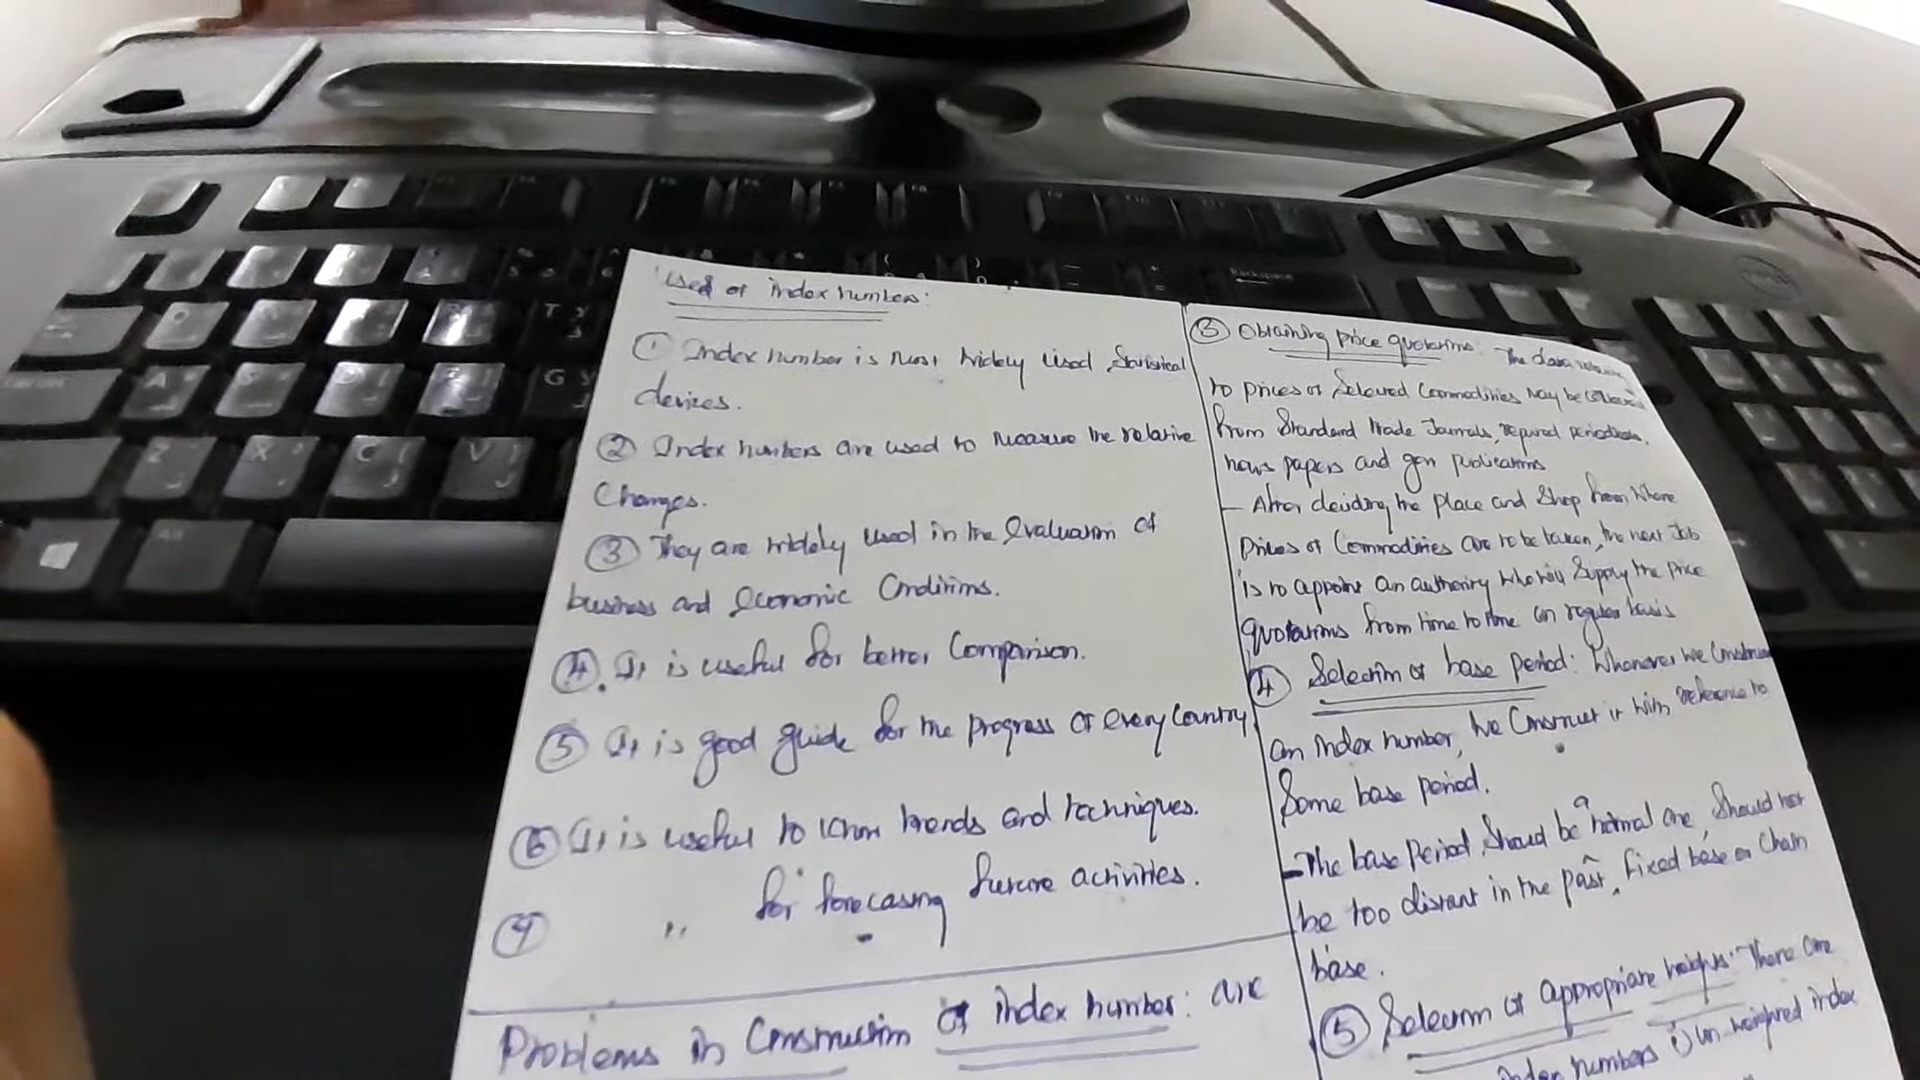 Uses of index numbers:
① Index number is most widely used statistical
devices.
② Index numbers are used to measure the relative
Changes.
③ They are widely used in the Evaluation of
business and Economic Conditions.
④. It is useful for better Comparison.
⑤ It is good guide for the progress of every Country
⑥ It is useful to know trends and techniques.
⑦ " for forecasing future activities.
Problems in Construction of index number: are
③ Obtaining price quotations: The data
to prices of Selected Commodities may be
from Standard trade Journals, periodicals,
news papers and gov publications
- After deciding the place and Shop from where
prices of Commodities are to be taken, the next Job
is to appoint an authority who will Supply the price
quotations from time to time on regular basis
④ Selection of base period: Whenever we Construct
an index number, we Construct it with reference to
Some base period.
- The base period should be a normal one, Should not
be too distant in the past, fixed base or Chain
base.
⑤ Selection of appropriate weights: There are
index numbers i) un-weighted index
Backspace
T Y
A S D F G
Z X C V
Alt
DELL